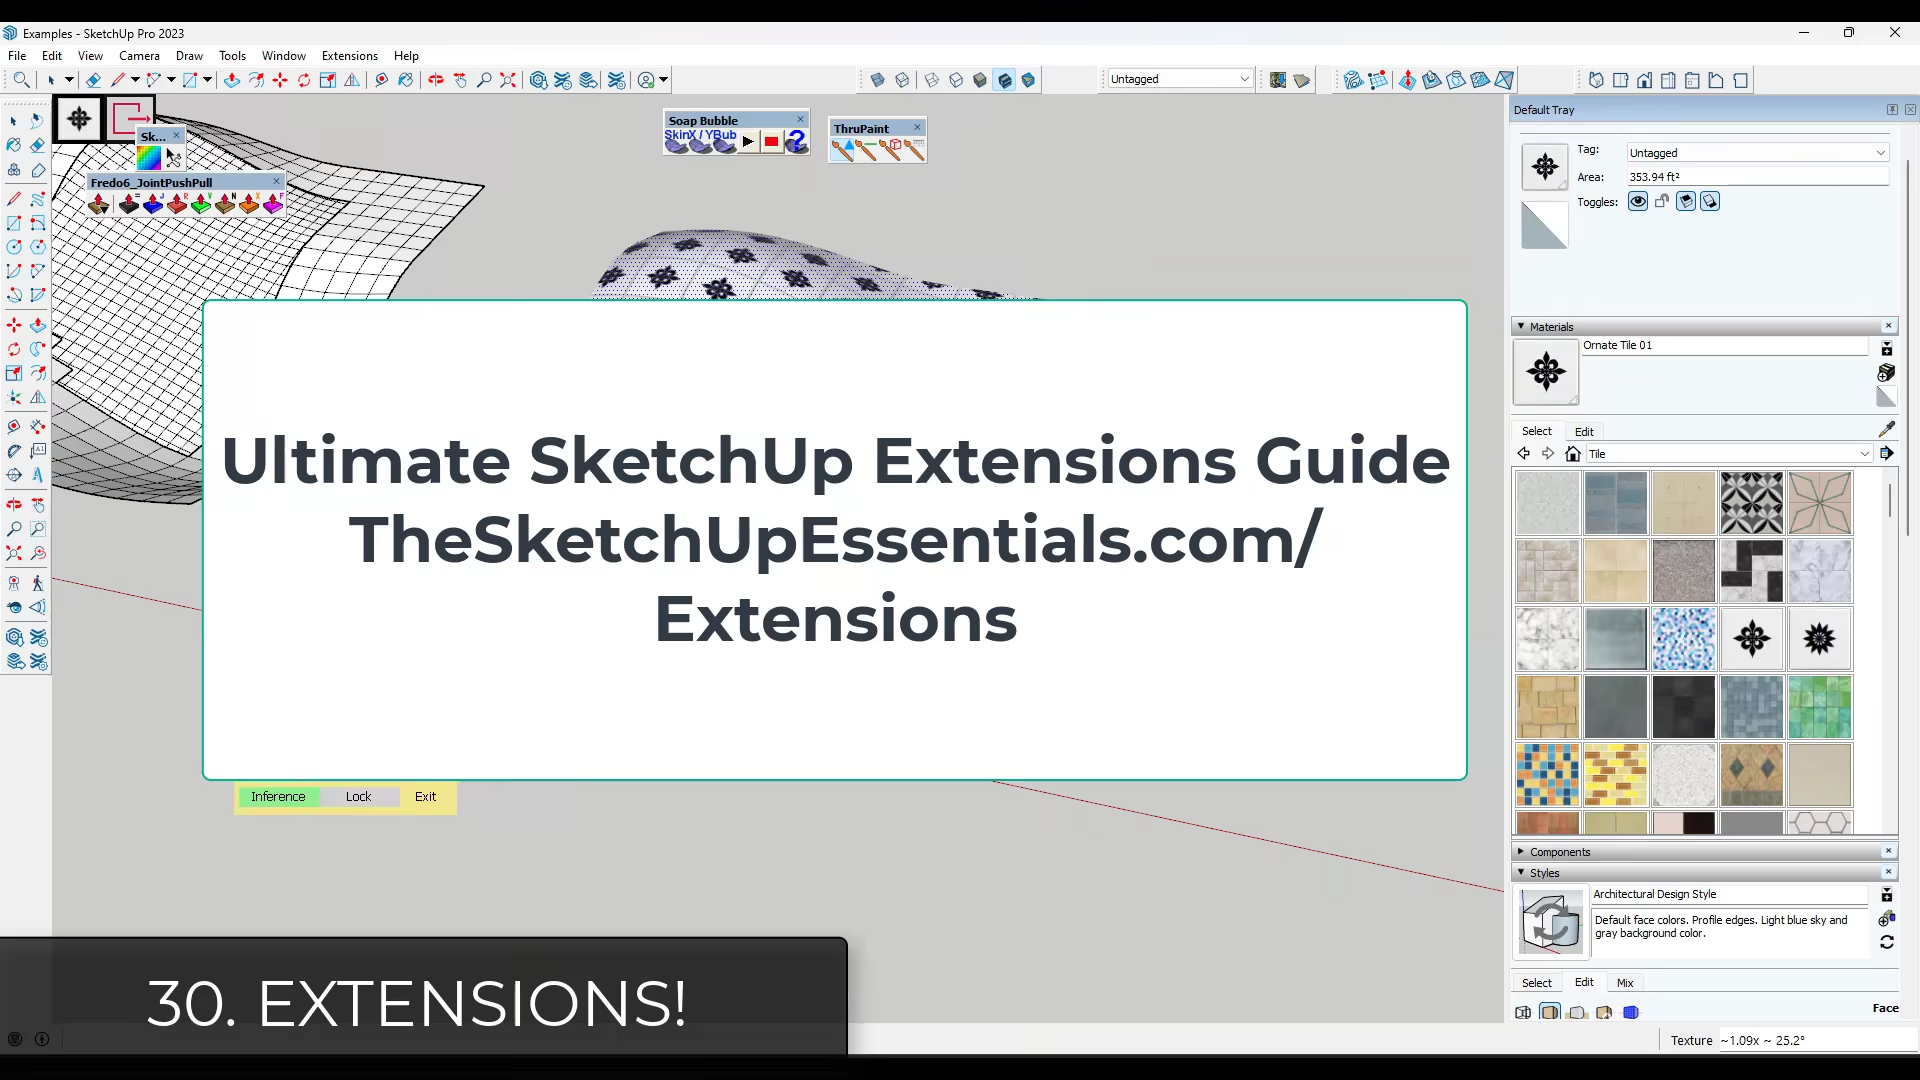 Examples - SketchUp Pro 2023
File Edit View Camera Draw Tools Window Extensions Help
Untagged
Default Tray
Soap Bubble
SkinX / YBub
ThruPaint
Sk...
Fredo6_JointPushPull
Tag: Untagged
Area: 353.94 ft²
Toggles:
Materials
Ornate Tile 01
Select Edit
Tile
Ultimate SketchUp Extensions Guide
TheSketchUpEssentials.com/
Extensions
Inference Lock Exit
Components
Styles
Architectural Design Style
Default face colors. Profile edges. Light blue sky and
gray background color.
Select Edit Mix
Face
30. EXTENSIONS!
Texture ~1.09x ~ 25.2°